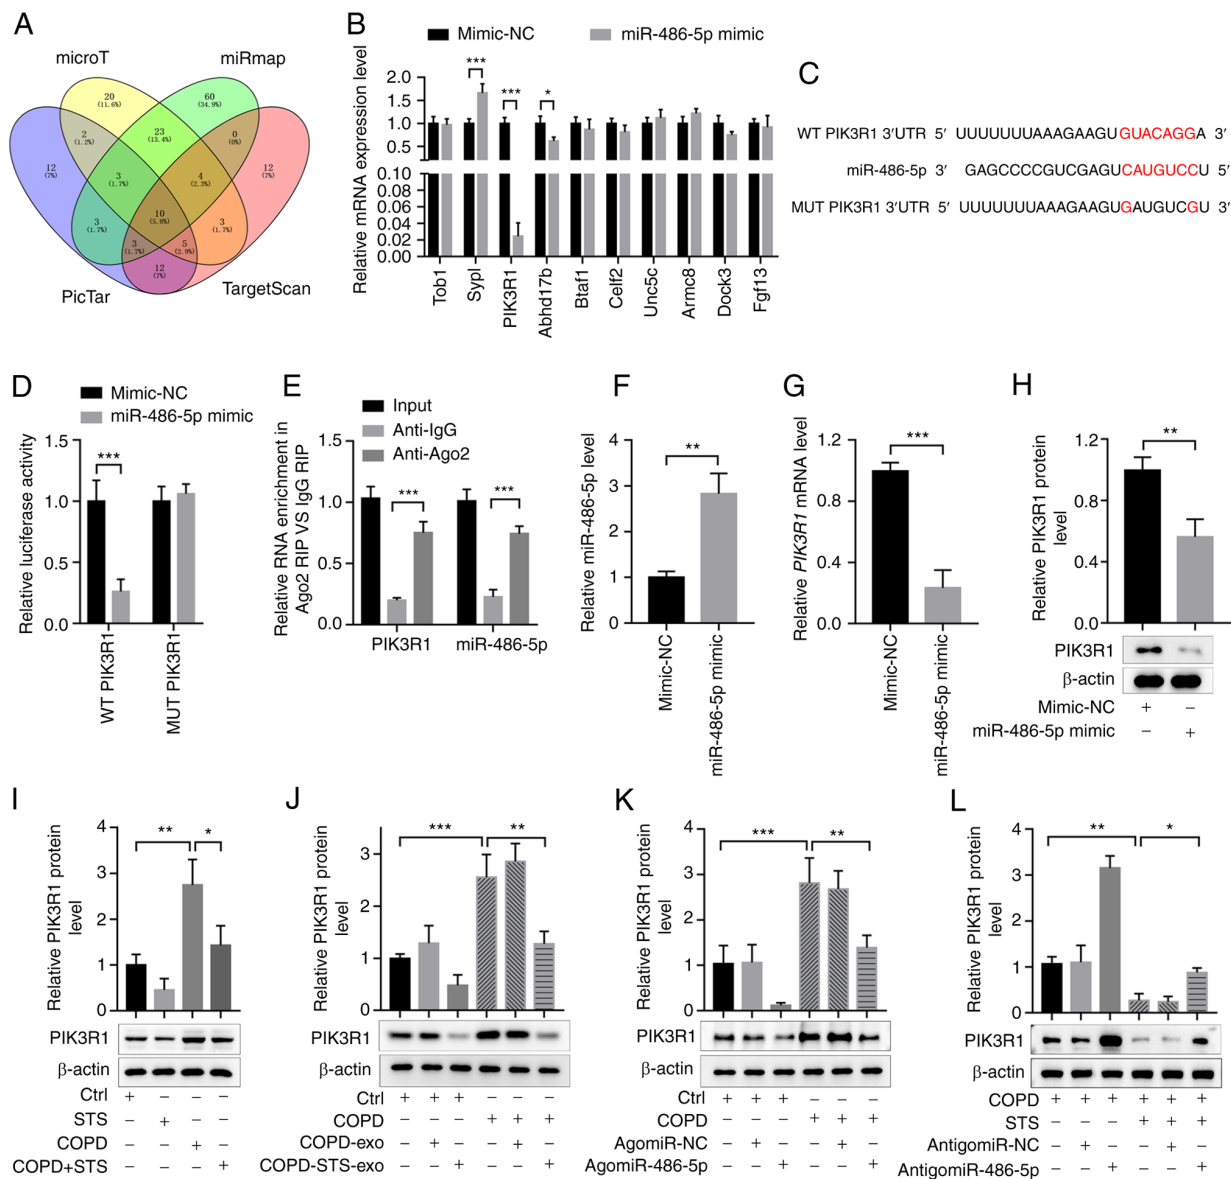 A
microT
miRmap
PicTar
TargetScan
20
(11.6%)
60
(34.9%)
2
(1.2%)
23
(13.4%)
0
(0%)
12
(7%)
12
(7%)
3
(1.7%)
4
(2.3%)
10
(5.8%)
3
(1.7%)
3
(1.7%)
3
(1.7%)
5
(2.9%)
12
(7%)
B
Mimic-NC
miR-486-5p mimic
Relative mRNA expression level
2.0
1.5
1.0
0.5
0.10
0.08
0.06
0.04
0.02
0.00
*** *** *
Tob1
Sypl
PIK3R1
Abhd17b
Btaf1
Celf2
Unc5c
Armc8
Dock3
Fgf13
C
WT PIK3R1 3′UTR 5′ UUUUUUUAAAGAAGUGUACAGGA 3′
miR-486-5p 3′ GAGCCCCGUCGAGUCAUGUCCU 5′
MUT PIK3R1 3′UTR 5′ UUUUUUUAAAGAAGUGAUGUCGU 3′
D
Mimic-NC
miR-486-5p mimic
Relative luciferase activity
1.5
1.0
0.5
0.0
***
WT PIK3R1
MUT PIK3R1
E
Input
Anti-IgG
Anti-Ago2
Relative RNA enrichment in
Ago2 RIP VS IgG RIP
1.5
1.0
0.5
0.0
*** ***
PIK3R1 miR-486-5p
F
Relative miR-486-5p level
4
3
2
1
0
**
Mimic-NC
miR-486-5p mimic
G
Relative PIK3R1 mRNA level
1.2
0.8
0.4
0.0
***
Mimic-NC
miR-486-5p mimic
H
Relative PIK3R1 protein
level
1.2
0.8
0.4
0.0
**
PIK3R1
β-actin
Mimic-NC + −
miR-486-5p mimic − +
I
Relative PIK3R1 protein
level
4
3
2
1
0
** *
PIK3R1
β-actin
Ctrl + − − −
STS − + − −
COPD − − + −
COPD+STS − − − +
J
Relative PIK3R1 protein
level
3
2
1
0
*** **
PIK3R1
β-actin
Ctrl + + + − − −
COPD − − − + + +
COPD-exo − + − − + −
COPD-STS-exo − − + − − +
K
Relative PIK3R1 protein
level
4
3
2
1
0
*** **
PIK3R1
β-actin
Ctrl + + + − − −
COPD − − − + + +
AgomiR-NC − + − − + −
AgomiR-486-5p − − + − − +
L
Relative PIK3R1 protein
level
4
3
2
1
0
** *
PIK3R1
β-actin
COPD + + + + + +
STS − − − + + +
AntigomiR-NC − + − − + −
AntigomiR-486-5p − − + − − +